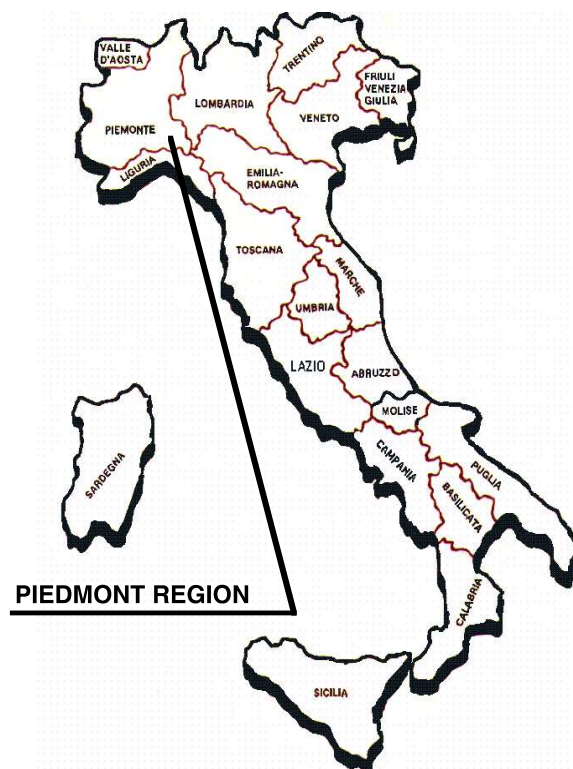 VALLE
D'AOSTA
TRENTINO
FRIULI
VENEZIA
GIULIA
LOMBARDIA
VENETO
PIEMONTE
LIGURIA
EMILIA-
ROMAGNA
TOSCANA
MARCHE
UMBRIA
LAZIO
ABRUZZO
MOLISE
CAMPANIA
PUGLIA
BASILICATA
SARDEGNA
CALABRIA
PIEDMONT REGION
SICILIA